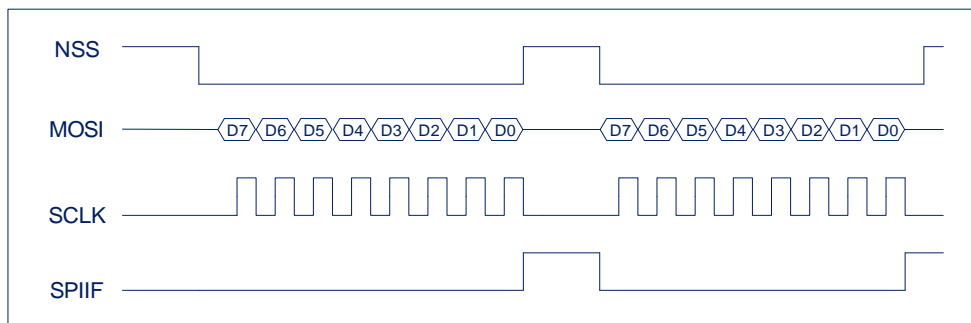 NSS
MOSI D7 D6 D5 D4 D3 D2 D1 D0 D7 D6 D5 D4 D3 D2 D1 D0
SCLK
SPIIF